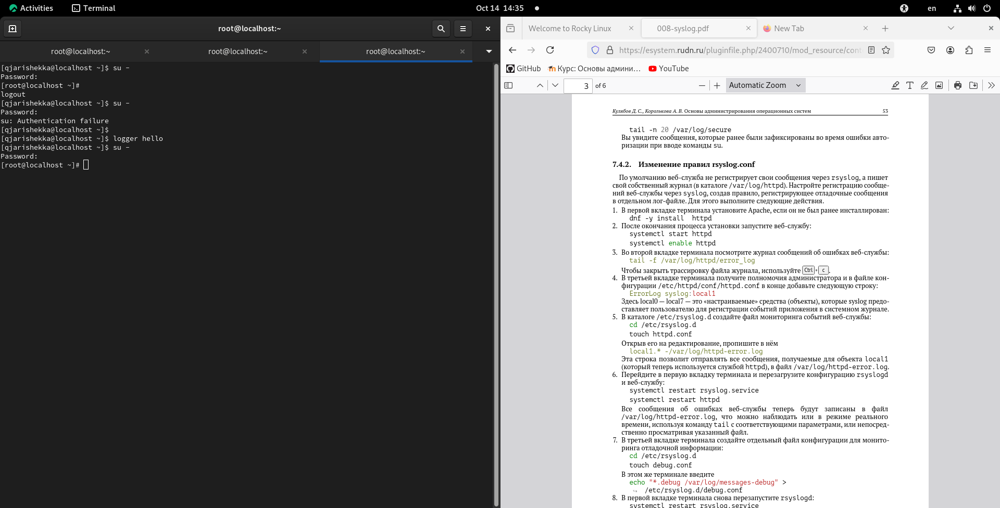 Activities
Terminal
Oct 14 14:35
en
root@localhost:~
root@localhost:~
root@localhost:~
root@localhost:~
[qjarishekka@localhost ~]$ su -
Password:
[root@localhost ~]#
logout
[qjarishekka@localhost ~]$ su -
Password:
su: Authentication failure
[qjarishekka@localhost ~]$
[qjarishekka@localhost ~]$ logger hello
[qjarishekka@localhost ~]$ su -
Password:
[root@localhost ~]#
Welcome to Rocky Linux
008-syslog.pdf
New Tab
https://esystem.rudn.ru/pluginfile.php/2400710/mod_resource/cont
GitHub
Курс: Основы админи…
YouTube
3 of 6
Automatic Zoom
Кулябов Д. С., Королькова А. В. Основы администрирования операционных систем 53
tail -n 20 /var/log/secure
Вы увидите сообщения, которые ранее были зафиксированы во время ошибки авто-
ризации при вводе команды su.
7.4.2. Изменение правил rsyslog.conf
По умолчанию веб-служба не регистрирует свои сообщения через rsyslog, а пишет
свой собственный журнал (в каталоге /var/log/httpd). Настройте регистрацию сообще-
ний веб-службы через syslog, создав правило, регистрирующее отладочные сообщения
в отдельном лог-файле. Для этого выполните следующие действия.
1. В первой вкладке терминала установите Apache, если он не был ранее инсталлирован:
dnf -y install httpd
2. После окончания процесса установки запустите веб-службу:
systemctl start httpd
systemctl enable httpd
3. Во второй вкладке терминала посмотрите журнал сообщений об ошибках веб-службы:
tail -f /var/log/httpd/error_log
Чтобы закрыть трассировку файла журнала, используйте Ctrl + c .
4. В третьей вкладке терминала получите полномочия администратора и в файле кон-
фигурации /etc/httpd/conf/httpd.conf в конце добавьте следующую строку:
ErrorLog syslog:local1
Здесь local0 — local7 — это «настраиваемые» средства (объекты), которые syslog предо-
ставляет пользователю для регистрации событий приложения в системном журнале.
5. В каталоге /etc/rsyslog.d создайте файл мониторинга событий веб-службы:
cd /etc/rsyslog.d
touch httpd.conf
Открыв его на редактирование, пропишите в нём
local1.* -/var/log/httpd-error.log
Эта строка позволит отправлять все сообщения, получаемые для объекта local1
(который теперь используется службой httpd), в файл /var/log/httpd-error.log.
6. Перейдите в первую вкладку терминала и перезагрузите конфигурацию rsyslogd
и веб-службу:
systemctl restart rsyslog.service
systemctl restart httpd
Все сообщения об ошибках веб-службы теперь будут записаны в файл
/var/log/httpd-error.log, что можно наблюдать или в режиме реального
времени, используя команду tail с соответствующими параметрами, или непосред-
ственно просматривая указанный файл.
7. В третьей вкладке терминала создайте отдельный файл конфигурации для монито-
ринга отладочной информации:
cd /etc/rsyslog.d
touch debug.conf
В этом же терминале введите
echo "*.debug /var/log/messages-debug" >
↪ /etc/rsyslog.d/debug.conf
8. В первой вкладке терминала снова перезапустите rsyslogd:
systemctl restart rsyslog.service